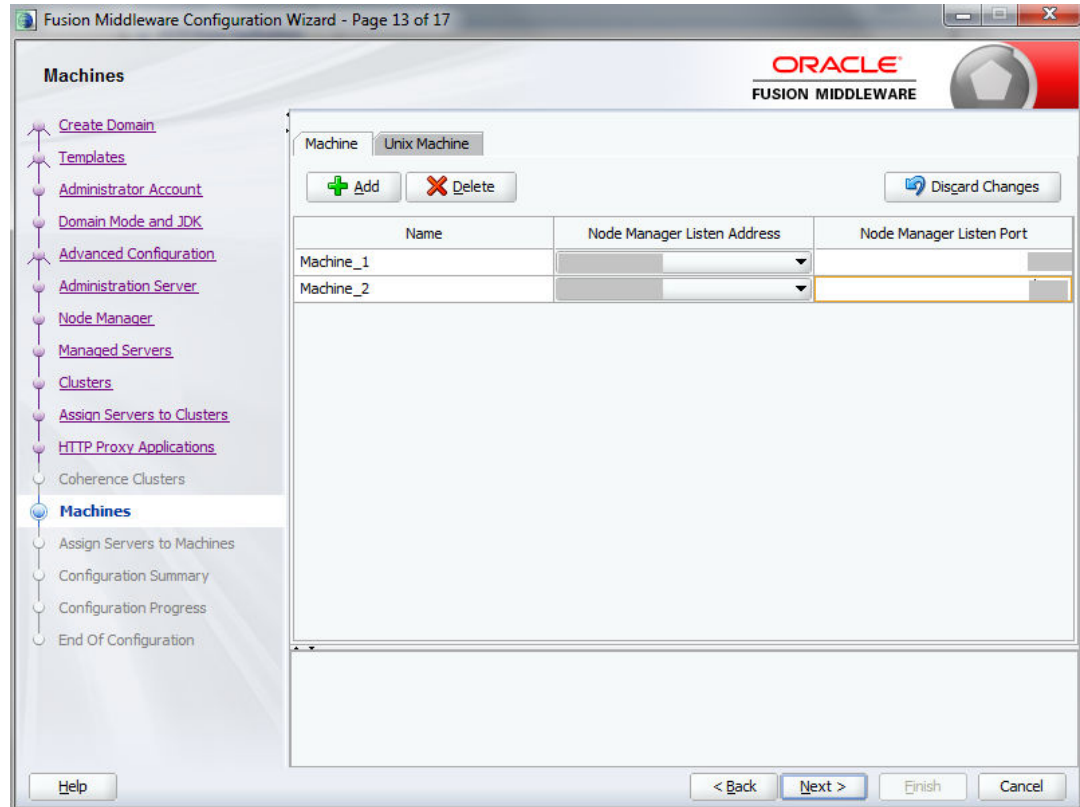 Fusion Middleware Configuration Wizard - Page 13 of 17
Machines
ORACLE
FUSION MIDDLEWARE
Create Domain
Templates
Administrator Account
Domain Mode and JDK
Advanced Configuration
Administration Server
Node Manager
Managed Servers
Clusters
Assign Servers to Clusters
HTTP Proxy Applications
Coherence Clusters
Machines
Assign Servers to Machines
Configuration Summary
Configuration Progress
End Of Configuration
Machine Unix Machine
Add Delete Discard Changes
Name Node Manager Listen Address Node Manager Listen Port
Machine_1
Machine_2
Help < Back Next > Finish Cancel